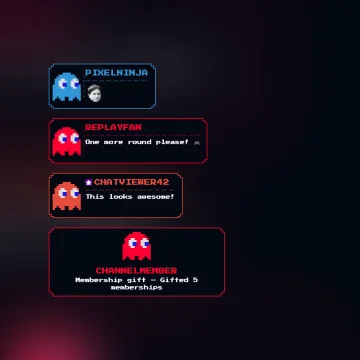 PIXELNINJA
REPLAYFAN
One more round please!
CHATVIEWER42
This looks awesome!
CHANNELMEMBER
Membership gift – Gifted 5
memberships